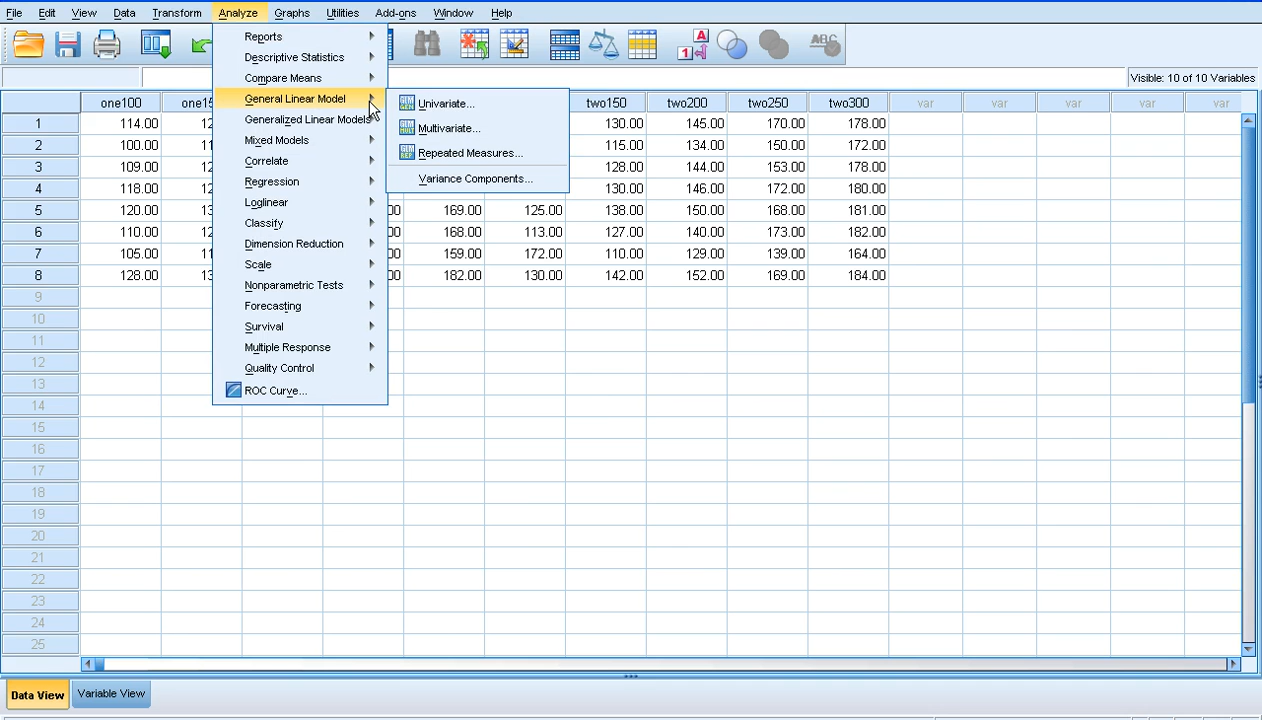 File Edit View Data Transform Analyze Graphs Utilities Add-ons Window Help
Reports
Descriptive Statistics
Compare Means
General Linear Model
Generalized Linear Models
Mixed Models
Correlate
Regression
Loglinear
Classify
Dimension Reduction
Scale
Nonparametric Tests
Forecasting
Survival
Multiple Response
Quality Control
ROC Curve...
Univariate...
Multivariate...
Repeated Measures...
Variance Components...
A
1
ABC
Visible: 10 of 10 Variables
one100 two150 two200 two250 two300 var var var var var
1 114.00 130.00 145.00 170.00 178.00
2 100.00 115.00 134.00 150.00 172.00
3 109.00 128.00 144.00 153.00 178.00
4 118.00 130.00 146.00 172.00 180.00
5 120.00 169.00 125.00 138.00 150.00 168.00 181.00
6 110.00 168.00 113.00 127.00 140.00 173.00 182.00
7 105.00 159.00 172.00 110.00 129.00 139.00 164.00
8 128.00 182.00 130.00 142.00 152.00 169.00 184.00
9
10
11
12
13
14
15
16
17
18
19
20
21
22
23
24
25
Data View Variable View